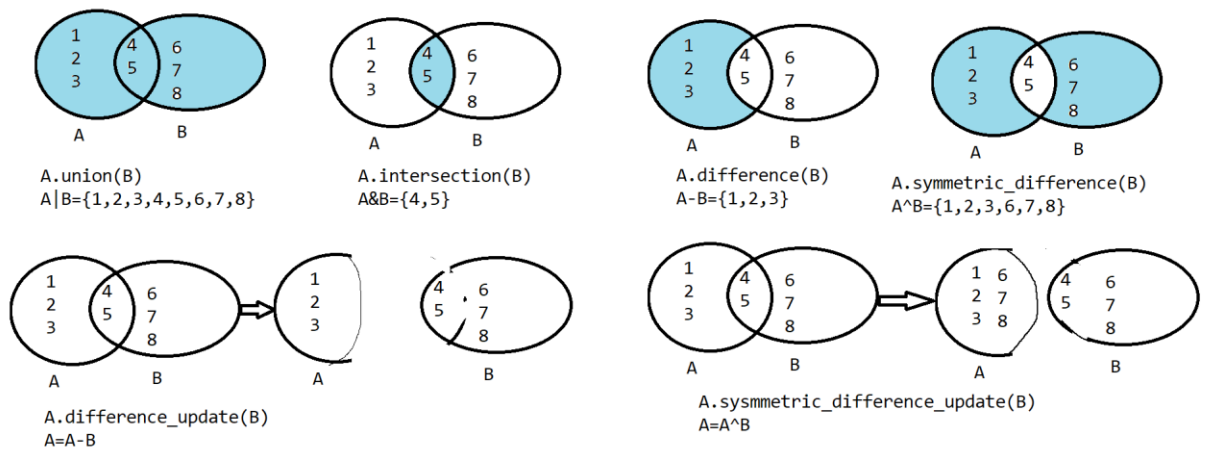 1 4 6
2 5 7
3 8
A B
A.union(B)
A|B={1,2,3,4,5,6,7,8}
1 4 6
2 5 7
3 8
A B
A.intersection(B)
A&B={4,5}
1 4 6
2 5 7
3 8
A B
A.difference(B)
A-B={1,2,3}
1 4 6
2 5 7
3 8
A B
A.symmetric_difference(B)
A^B={1,2,3,6,7,8}
1 4 6
2 5 7
3 8
A B
1
2
3
A
4 6
5 7
8
B
A.difference_update(B)
A=A-B
1 4 6
2 5 7
3 8
A B
1 6
2 7
3 8
A
4 6
5 7
8
B
A.sysmmetric_difference_update(B)
A=A^B